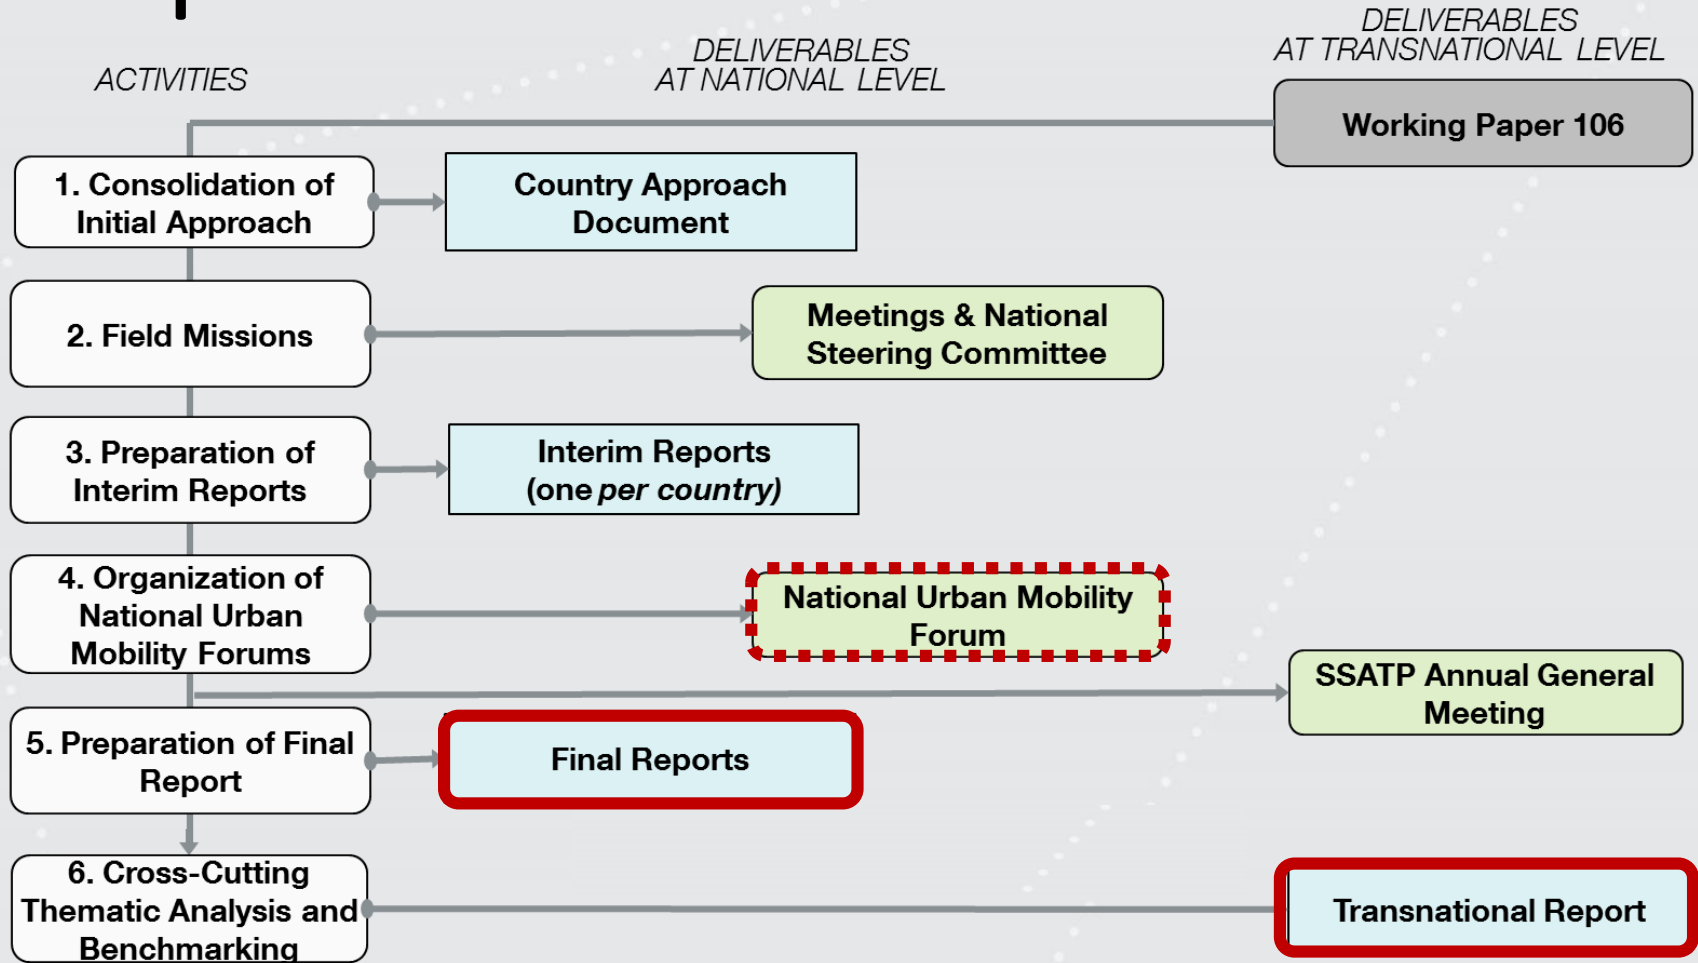 ACTIVITIES
DELIVERABLES
AT NATIONAL LEVEL
DELIVERABLES
AT TRANSNATIONAL LEVEL
Working Paper 106
1. Consolidation of
Initial Approach
Country Approach
Document
2. Field Missions
Meetings & National
Steering Committee
3. Preparation of
Interim Reports
Interim Reports
(one per country)
4. Organization of
National Urban
Mobility Forums
National Urban Mobility
Forum
SSATP Annual General
Meeting
5. Preparation of Final
Report
Final Reports
6. Cross-Cutting
Thematic Analysis and
Benchmarking
Transnational Report